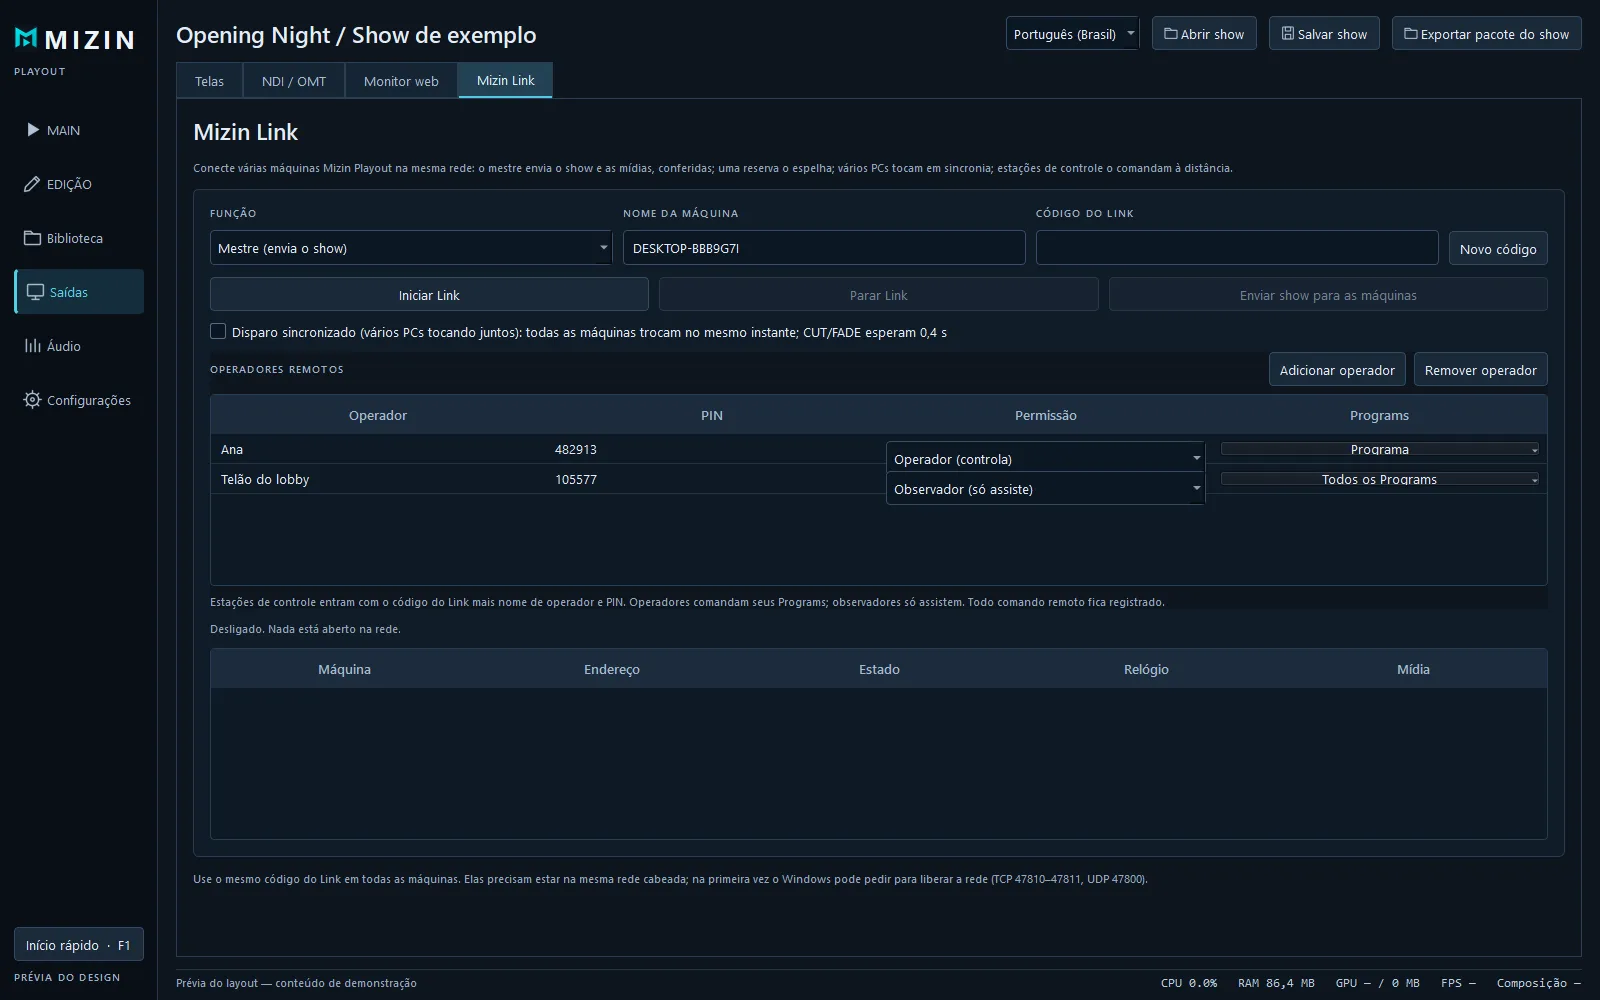 MIZIN
PLAYOUT
MAIN
EDIÇÃO
Biblioteca
Saídas
Áudio
Configurações
Início rápido · F1
PRÉVIA DO DESIGN
Opening Night / Show de exemplo
Português (Brasil)
Abrir show
Salvar show
Exportar pacote do show
Telas
NDI / OMT
Monitor web
Mizin Link
Mizin Link
Conecte várias máquinas Mizin Playout na mesma rede: o mestre envia o show e as mídias, conferidas; uma reserva o espelha; vários PCs tocam em sincronia; estações de controle o comandam à distância.
FUNÇÃO
NOME DA MÁQUINA
CÓDIGO DO LINK
Mestre (envia o show)
DESKTOP-BBB9G7I
Novo código
Iniciar Link
Parar Link
Enviar show para as máquinas
Disparo sincronizado (vários PCs tocando juntos): todas as máquinas trocam no mesmo instante; CUT/FADE esperam 0,4 s
OPERADORES REMOTOS
Adicionar operador
Remover operador
Operador
PIN
Permissão
Programs
Ana
482913
Operador (controla)
Programa
Telão do lobby
105577
Observador (só assiste)
Todos os Programs
Estações de controle entram com o código do Link mais nome de operador e PIN. Operadores comandam seus Programs; observadores só assistem. Todo comando remoto fica registrado.
Desligado. Nada está aberto na rede.
Máquina
Endereço
Estado
Relógio
Mídia
Use o mesmo código do Link em todas as máquinas. Elas precisam estar na mesma rede cabeada; na primeira vez o Windows pode pedir para liberar a rede (TCP 47810–47811, UDP 47800).
Prévia do layout — conteúdo de demonstração
CPU 0.0%
RAM 86,4 MB
GPU — / 0 MB
FPS —
Composição —